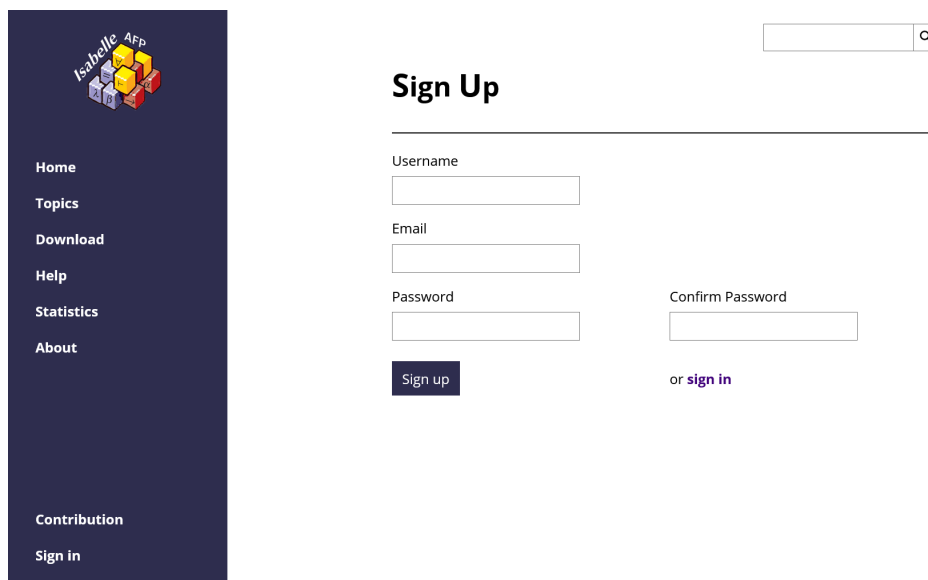 Isabelle AFP
λ β α
Home
Topics
Download
Help
Statistics
About
Contribution
Sign in
Sign Up
Username
Email
Password
Confirm Password
Sign up
or sign in